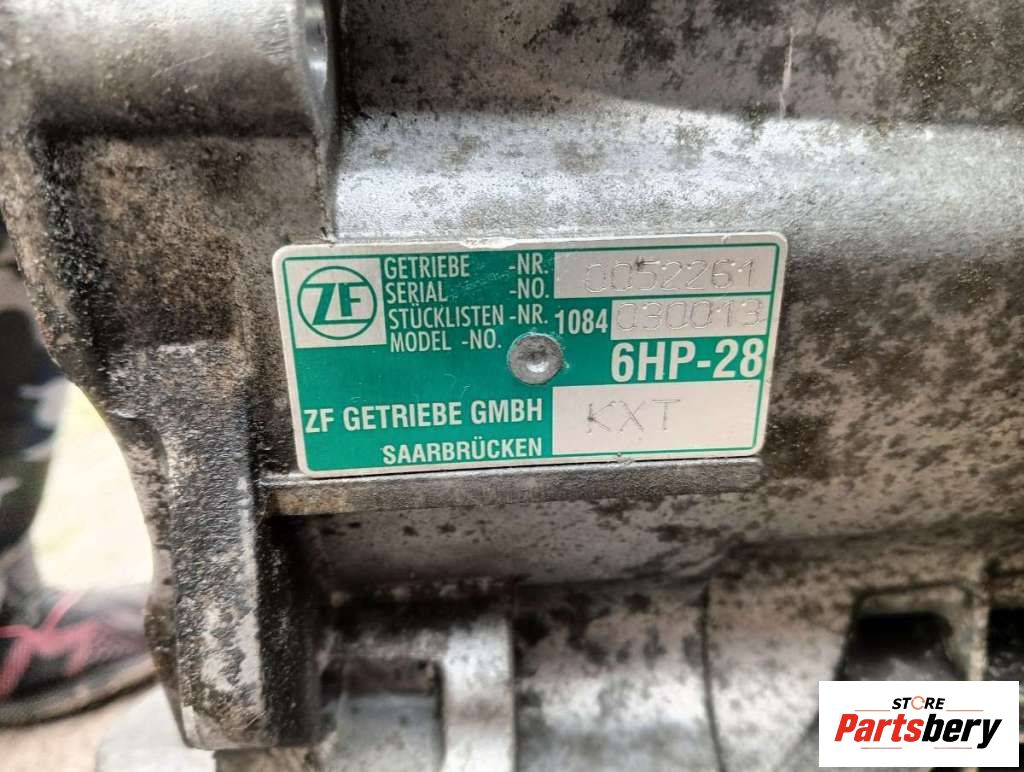 ZF
GETRIEBE -NR. 0052261
SERIAL -NO.
STÜCKLISTEN -NR. 1084 030013
MODEL -NO.
6HP-28
ZF GETRIEBE GMBH KXT
SAARBRÜCKEN
STORE
Partsbery